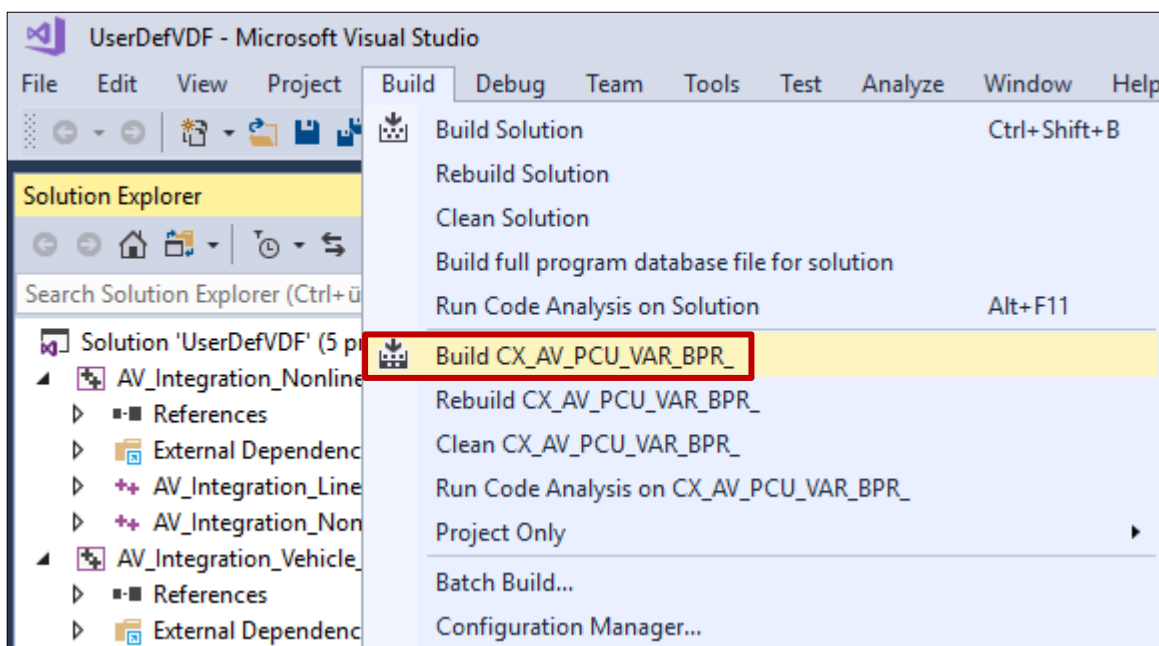 UserDefVDF - Microsoft Visual Studio
File Edit View Project Build Debug Team Tools Test Analyze Window Help
Build Solution Ctrl+Shift+B
Rebuild Solution
Solution Explorer
Clean Solution
Build full program database file for solution
Search Solution Explorer (Ctrl+ü
Run Code Analysis on Solution Alt+F11
Solution 'UserDefVDF' (5 pr
Build CX_AV_PCU_VAR_BPR_
AV_Integration_Nonline
Rebuild CX_AV_PCU_VAR_BPR_
References
Clean CX_AV_PCU_VAR_BPR_
External Dependenc
Run Code Analysis on CX_AV_PCU_VAR_BPR_
AV_Integration_Line
AV_Integration_Non
Project Only
AV_Integration_Vehicle_
Batch Build...
References
External Dependenc
Configuration Manager...